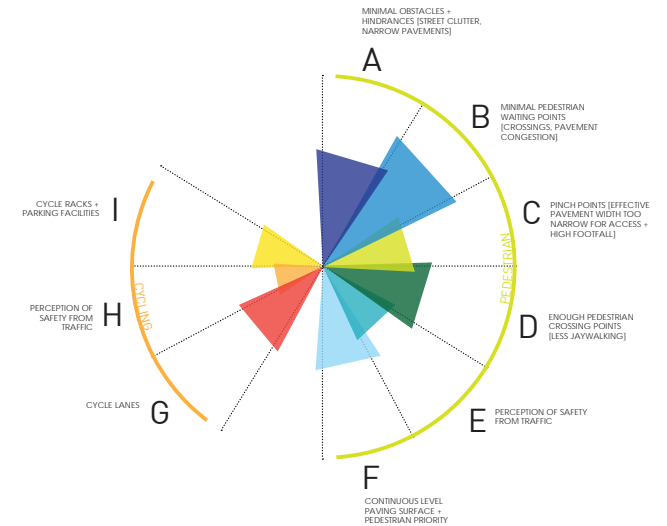 MINIMAL OBSTACLES +
HINDRANCES [STREET CLUTTER,
NARROW PAVEMENTS]
A
B
MINIMAL PEDESTRIAN
WAITING POINTS
[CROSSINGS, PAVEMENT
CONGESTION]
C
PINCH POINTS [EFFECTIVE
PAVEMENT WIDTH TOO
NARROW FOR ACCESS +
HIGH FOOTFALL]
PEDESTRIAN
D
ENOUGH PEDESTRIAN
CROSSING POINTS
[LESS JAYWALKING]
E
PERCEPTION OF SAFETY
FROM TRAFFIC
F
CONTINUOUS LEVEL
PAVING SURFACE +
PEDESTRIAN PRIORITY
CYCLE LANES
G
PERCEPTION OF
SAFETY FROM
TRAFFIC
H
CYCLING
CYCLE RACKS +
PARKING FACILITIES
I